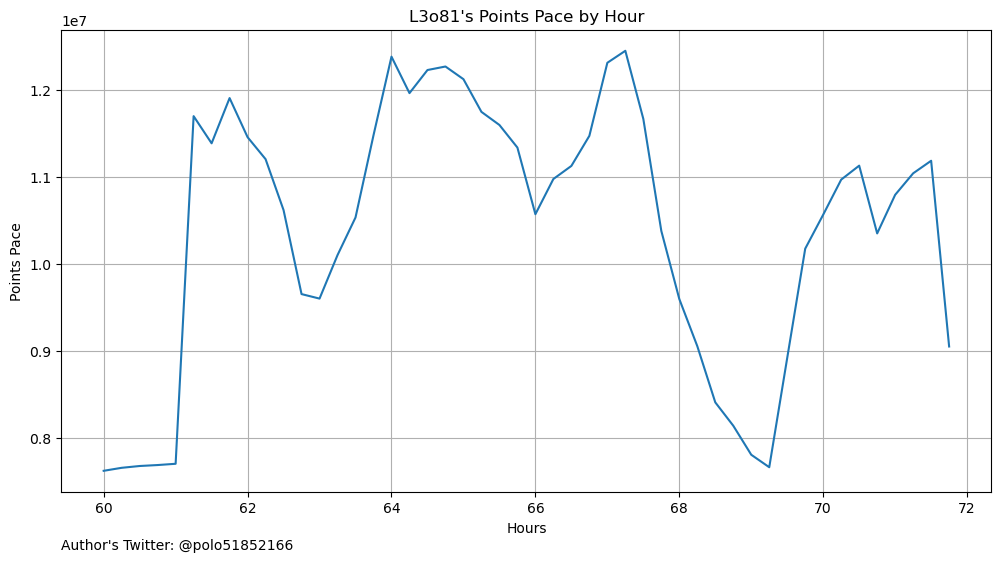 L3o81's Points Pace by Hour
1e7
1.2
1.1
1.0
0.9
0.8
Points Pace
60 62 64 66 68 70 72
Hours
Author's Twitter: @polo51852166